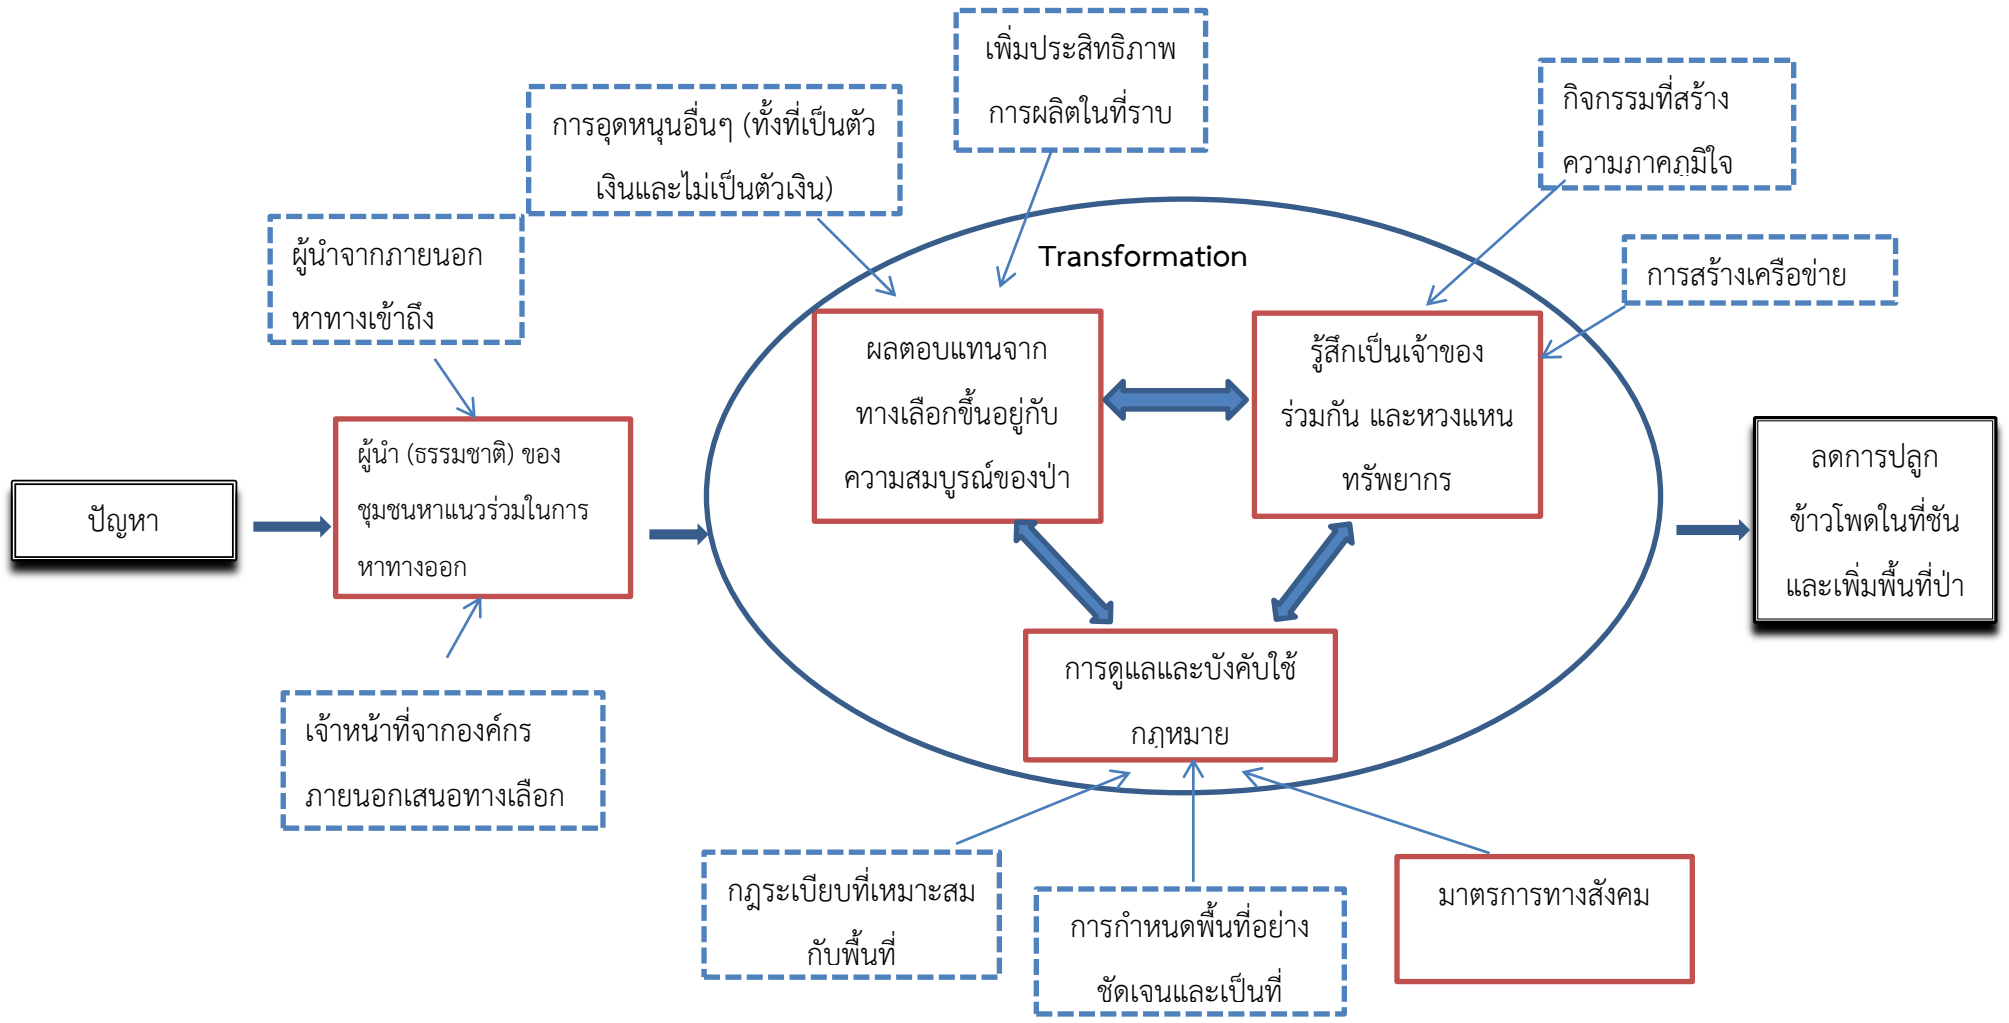 เพิ่มประสิทธิภาพ
การผลิตในที่ราบ
กิจกรรมที่สร้าง
ความภาคภูมิใจ
การอุดหนุนอื่นๆ (ทั้งที่เป็นตัว
เงินและไม่เป็นตัวเงิน)
ผู้นำจากภายนอก
หาทางเข้าถึง
Transformation
การสร้างเครือข่าย
ผลตอบแทนจาก
ทางเลือกขึ้นอยู่กับ
ความสมบูรณ์ของป่า
รู้สึกเป็นเจ้าของ
ร่วมกัน และหวงแหน
ทรัพยากร
ปัญหา
ผู้นำ (ธรรมชาติ) ของ
ชุมชนหาแนวร่วมในการ
หาทางออก
ลดการปลูก
ข้าวโพดในที่ชัน
และเพิ่มพื้นที่ป่า
การดูแลและบังคับใช้
กฎหมาย
เจ้าหน้าที่จากองค์กร
ภายนอกเสนอทางเลือก
กฎระเบียบที่เหมาะสม
กับพื้นที่
การกำหนดพื้นที่อย่าง
ชัดเจนและเป็นที่
มาตรการทางสังคม